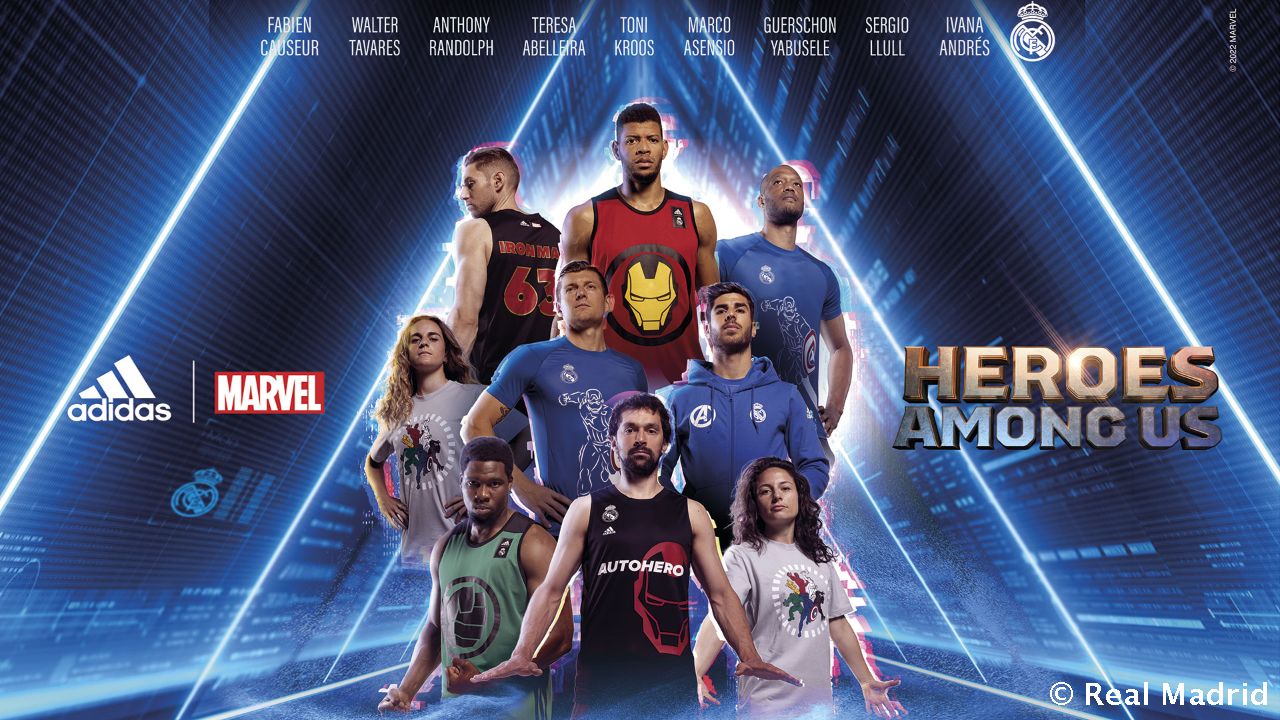 FABIEN CAUSEUR
WALTER TAVARES
ANTHONY RANDOLPH
TERESA ABELLEIRA
TONI KROOS
MARCO ASENSIO
GUERSCHON YABUSELE
SERGIO LLULL
IVANA ANDRÉS
© 2022 MARVEL
IRON MA
63
adidas
MARVEL
HEROES
AMONG US
AUTOHERO
© Real Madrid